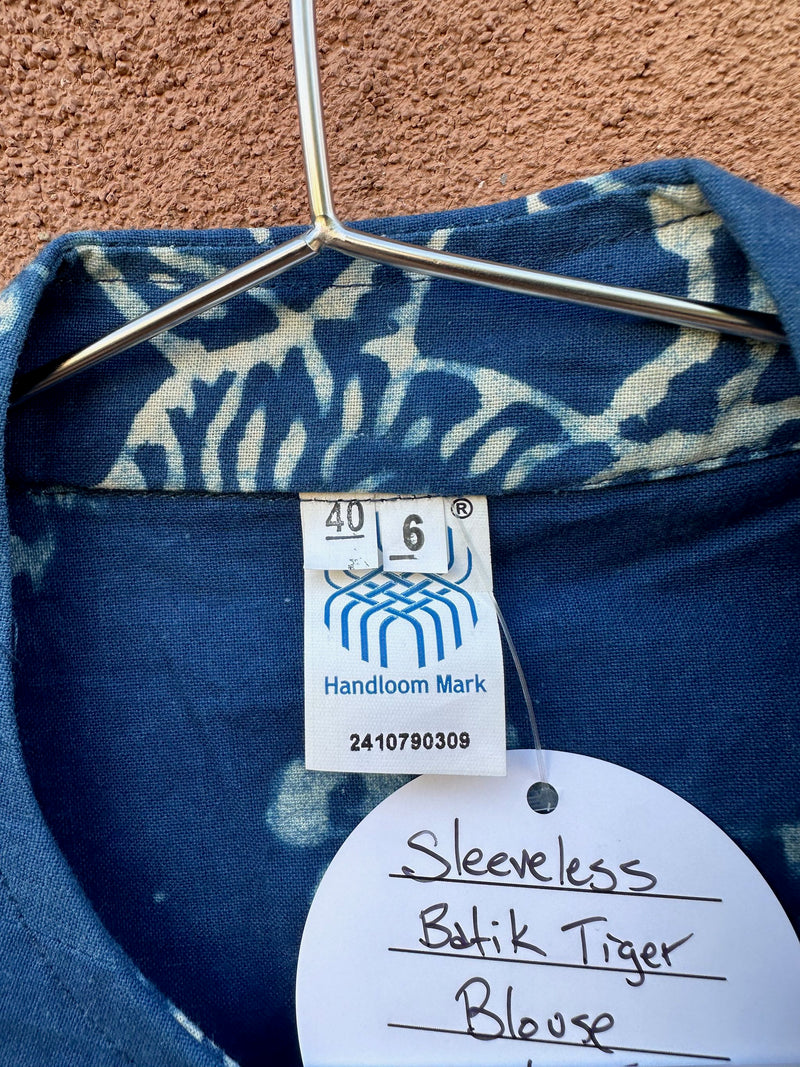 40 6 ®
Handloom Mark
2410790309
Sleeveless
Batik Tiger
Blouse